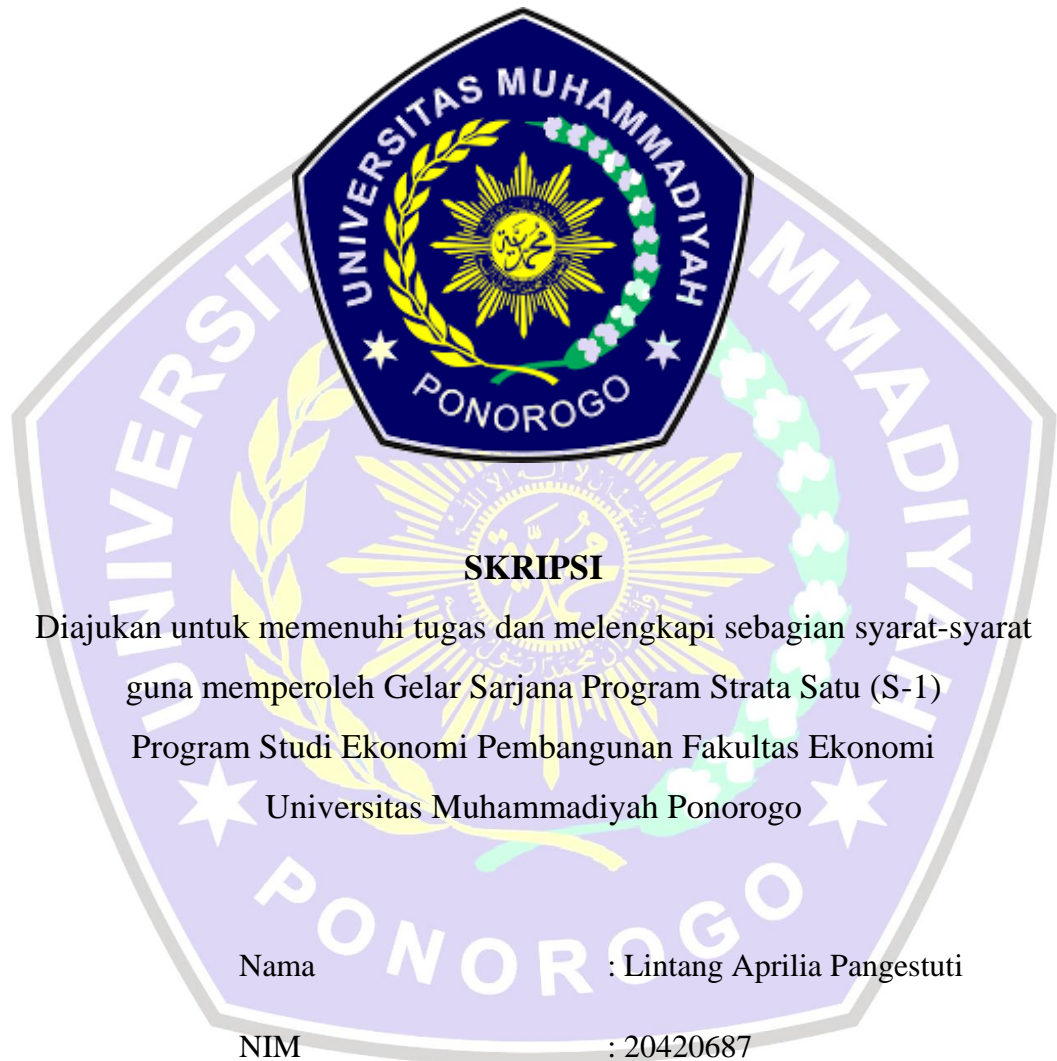 UNIVERSITAS MUHAMMADIYAH
PONOROGO
SKRIPSI
Diajukan untuk memenuhi tugas dan melengkapi sebagian syarat-syarat
guna memperoleh Gelar Sarjana Program Strata Satu (S-1)
Program Studi Ekonomi Pembangunan Fakultas Ekonomi
Universitas Muhammadiyah Ponorogo
Nama : Lintang Aprilia Pangestuti
NIM : 20420687